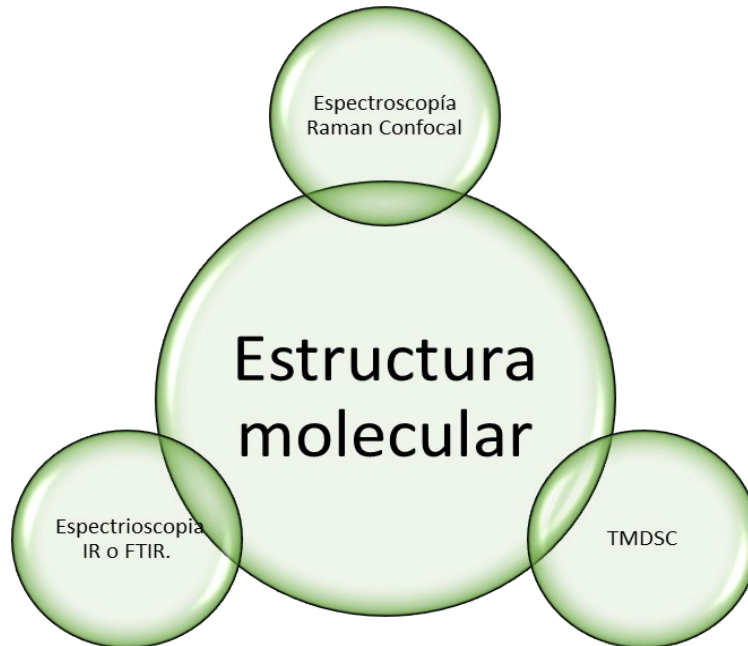 Espectroscopía
Raman Confocal
Estructura
molecular
Espectrioscopia
IR o FTIR.
TMDSC